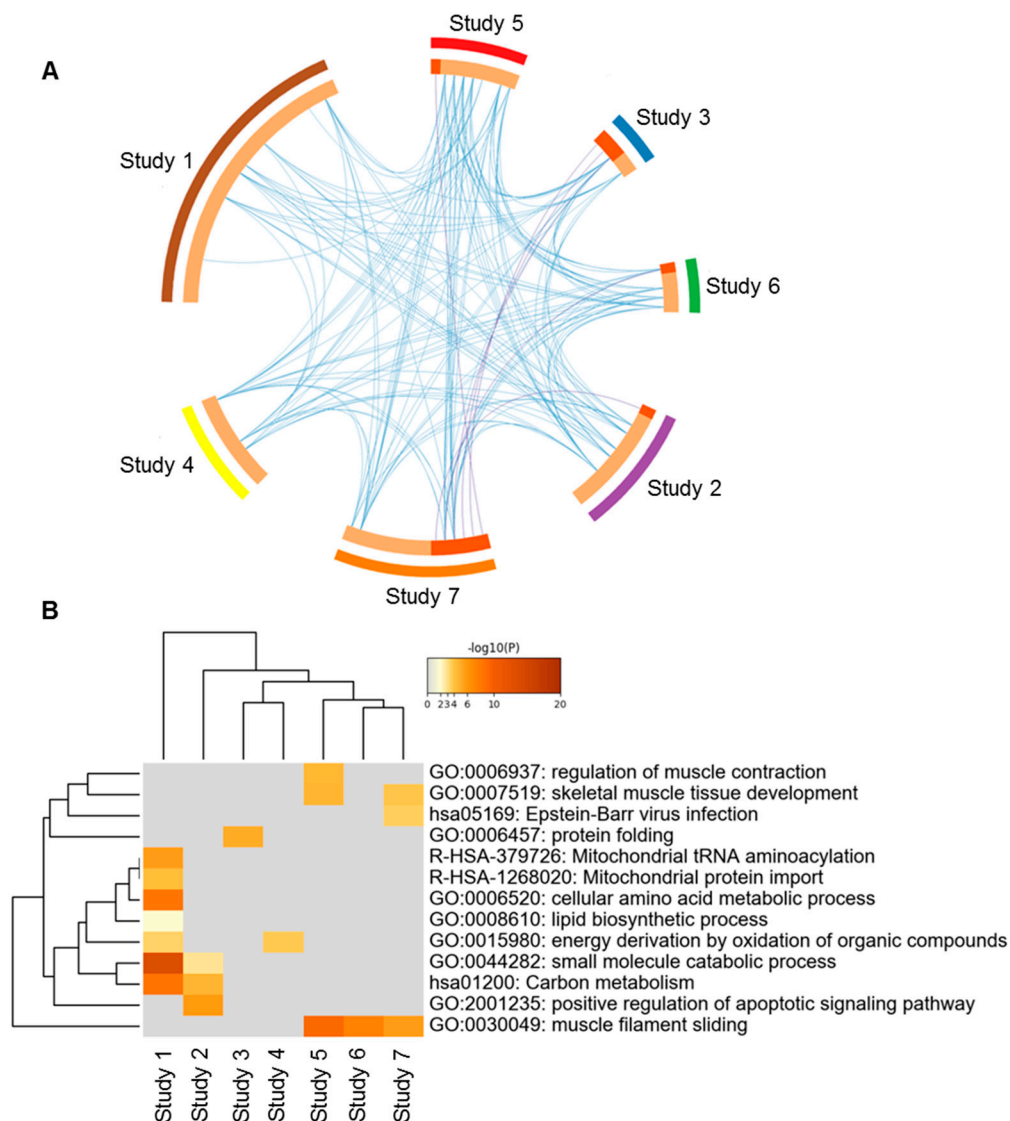 A
Study 5
Study 3
Study 1
Study 6
Study 4
Study 2
Study 7
B
-log10(P)
0 2 3 4 6 10 20
GO:0006937: regulation of muscle contraction
GO:0007519: skeletal muscle tissue development
hsa05169: Epstein-Barr virus infection
GO:0006457: protein folding
R-HSA-379726: Mitochondrial tRNA aminoacylation
R-HSA-1268020: Mitochondrial protein import
GO:0006520: cellular amino acid metabolic process
GO:0008610: lipid biosynthetic process
GO:0015980: energy derivation by oxidation of organic compounds
GO:0044282: small molecule catabolic process
hsa01200: Carbon metabolism
GO:2001235: positive regulation of apoptotic signaling pathway
GO:0030049: muscle filament sliding
Study 1
Study 2
Study 3
Study 4
Study 5
Study 6
Study 7